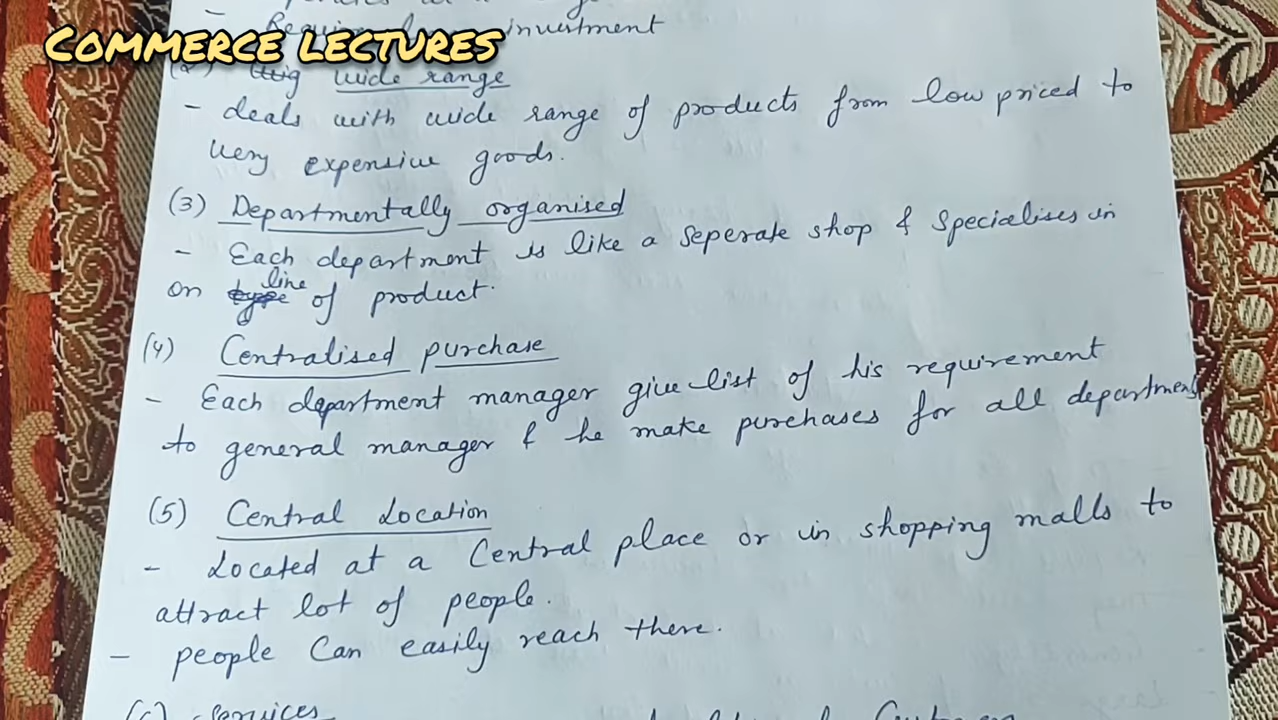 COMMERCE LECTURES
- investment
wide range
- deals with wide range of products from low priced to
very expensive goods.
(3) Departmentally organised
- Each department is like a seperate shop & specialises in
on line of product.
(4) Centralised purchase
- Each department manager give list of his requirement
to general manager & he make purchases for all departments
(5) Central Location
- Located at a Central place or in shopping malls to
attract lot of people.
- people can easily reach there.
services